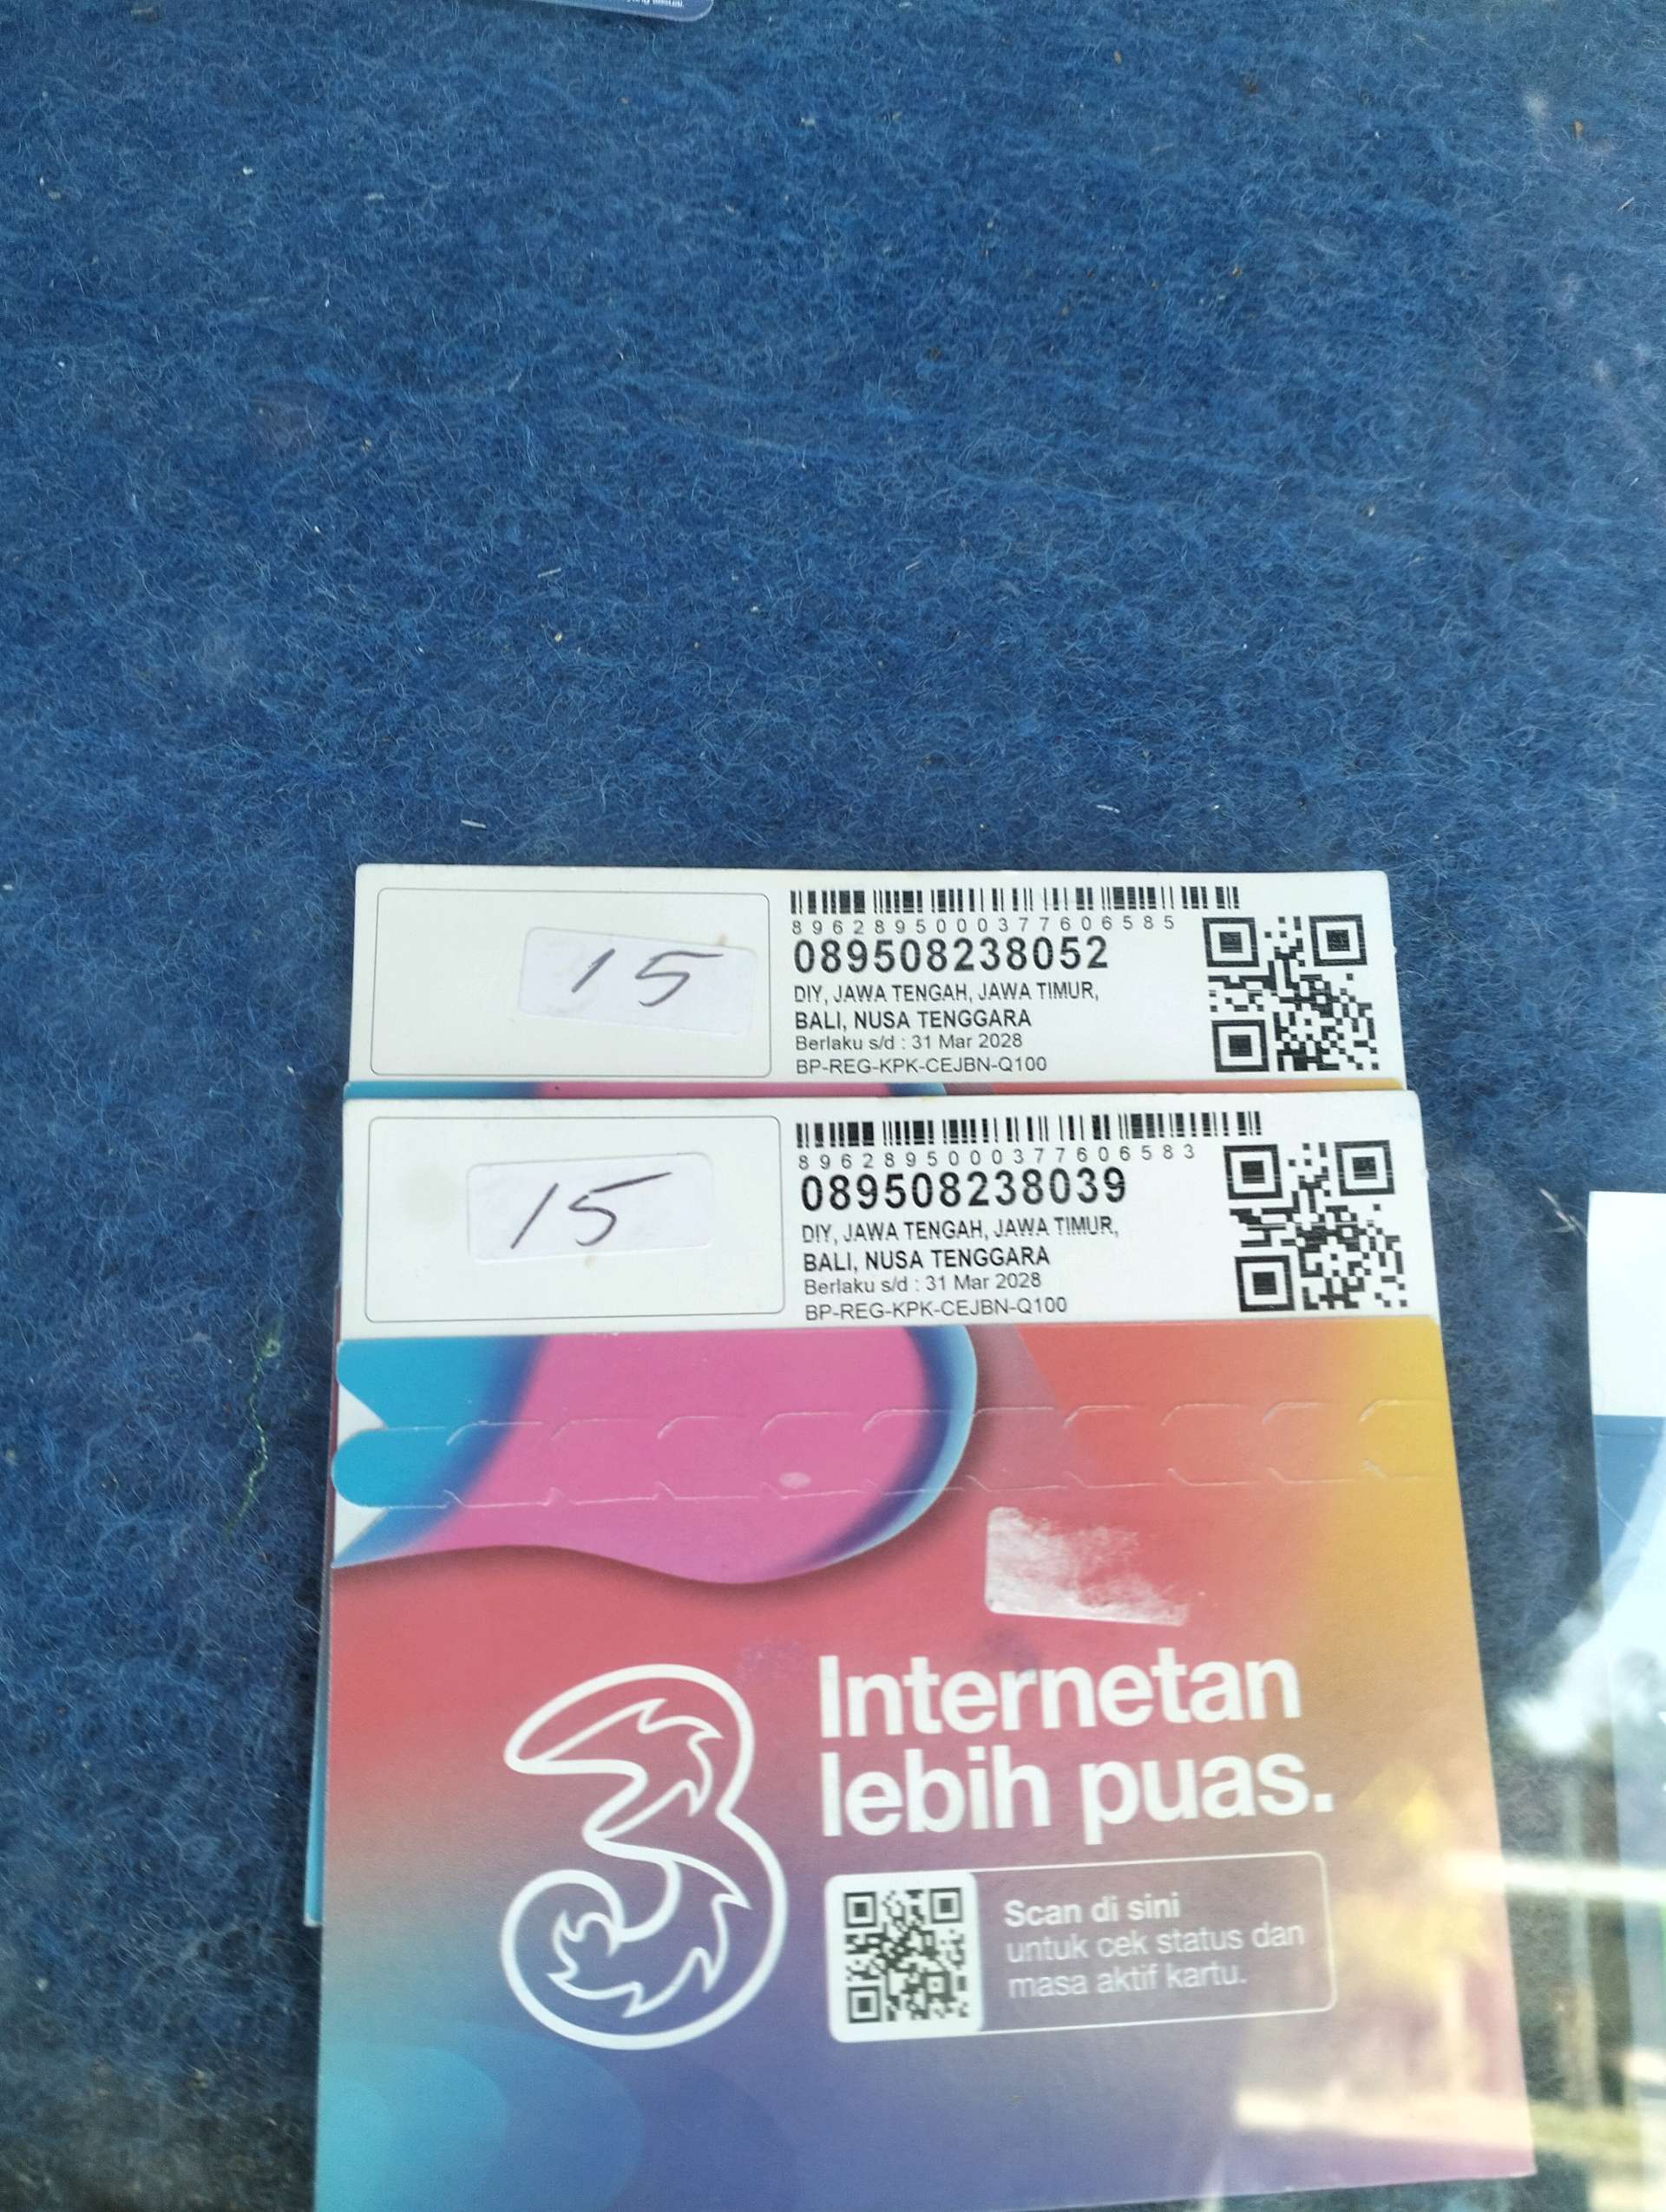 15
8962895000377606585
089508238052
DIY, JAWA TENGAH, JAWA TIMUR,
BALI, NUSA TENGGARA
Berlaku s/d : 31 Mar 2028
BP-REG-KPK-CEJBN-Q100
15
8962895000377606583
089508238039
DIY, JAWA TENGAH, JAWA TIMUR,
BALI, NUSA TENGGARA
Berlaku s/d : 31 Mar 2028
BP-REG-KPK-CEJBN-Q100
3
Internetan
lebih puas.
Scan di sini
untuk cek status dan
masa aktif kartu.